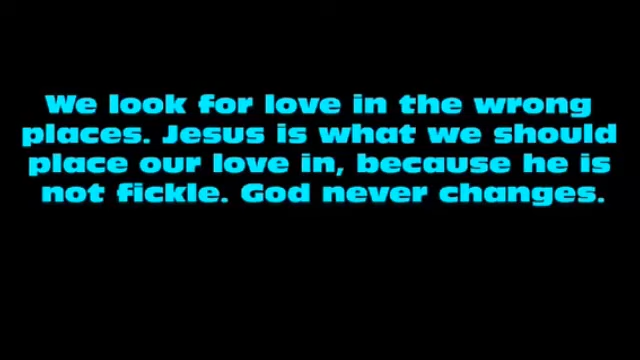 We look for love in the wrong
places. Jesus is what we should
place our love in, because he is
not fickle. God never changes.